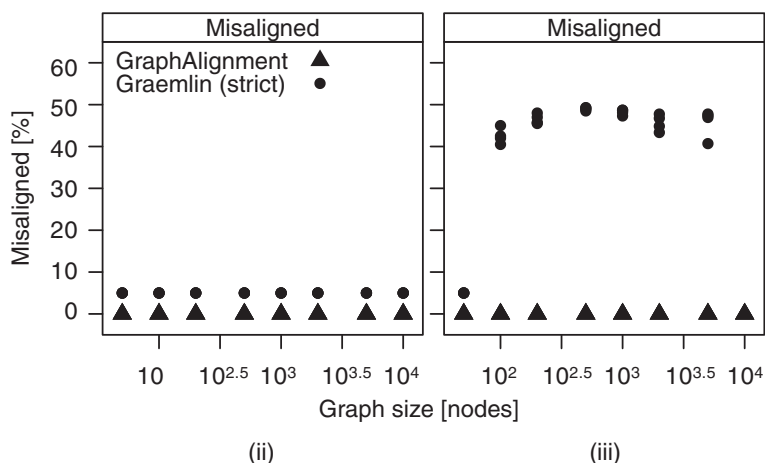 Misaligned Misaligned
GraphAlignment
Graemlin (strict)
Misaligned [%]
60
50
40
30
20
10
0
10 10^2.5 10^3 10^3.5 10^4
10^2 10^2.5 10^3 10^3.5 10^4
Graph size [nodes]
(ii) (iii)